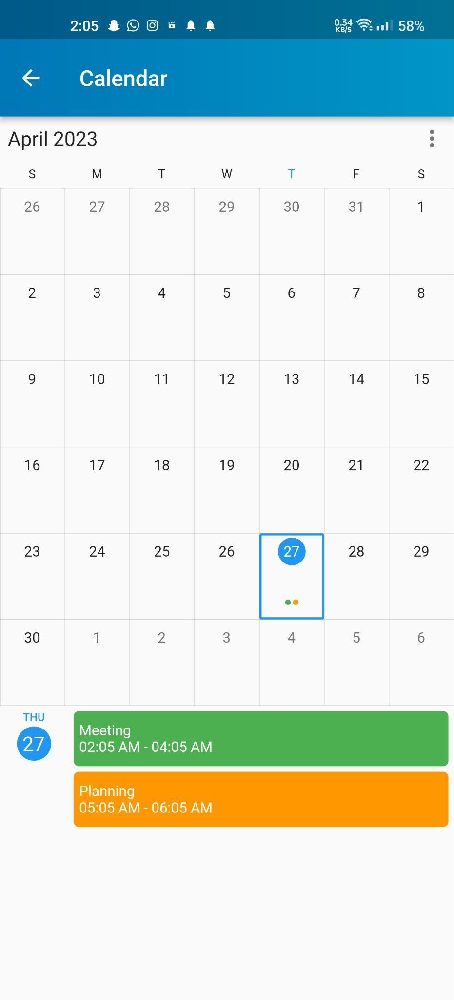 2:05 0.34 KB/S 58%
Calendar
April 2023
S M T W T F S
26 27 28 29 30 31 1
2 3 4 5 6 7 8
9 10 11 12 13 14 15
16 17 18 19 20 21 22
23 24 25 26 27 28 29
30 1 2 3 4 5 6
THU
27
Meeting
02:05 AM - 04:05 AM
Planning
05:05 AM - 06:05 AM